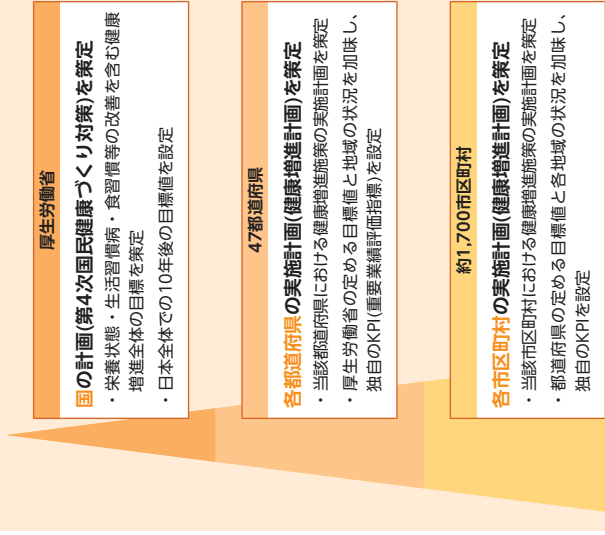 厚生労働省
国の計画(第4次国民健康づくり対策)を策定
・栄養状態・生活習慣病・食習慣等の改善を含む健康
増進全体の目標を策定
・日本全体での10年後の目標値を設定
47都道府県
各都道府県の実施計画(健康増進計画)を策定
・当該都道府県における健康増進施策の実施計画を策定
・厚生労働省の定める目標値と地域の状況を加味し、
独自のKPI(重要業績評価指標)を設定
約1,700市区町村
各市区町村の実施計画(健康増進計画)を策定
・当該市区町村における健康増進施策の実施計画を策定
・都道府県の定める目標値と各地域の状況を加味し、
独自のKPIを設定